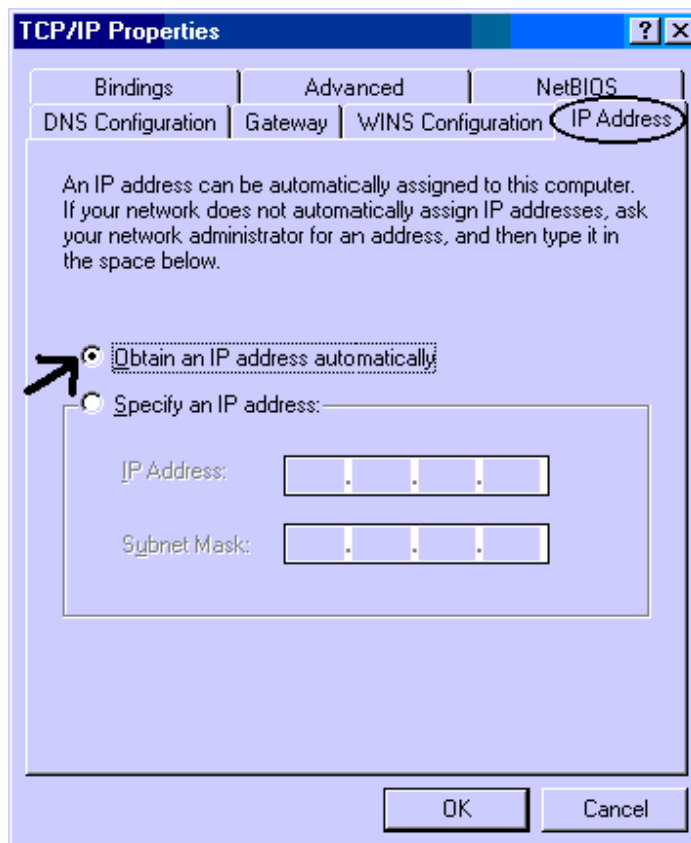 TCP/IP Properties
Bindings
Advanced
NetBIOS
DNS Configuration
Gateway
WINS Configuration
IP Address
An IP address can be automatically assigned to this computer.
If your network does not automatically assign IP addresses, ask
your network administrator for an address, and then type it in
the space below.
Obtain an IP address automatically
Specify an IP address:
IP Address:
Subnet Mask:
OK
Cancel